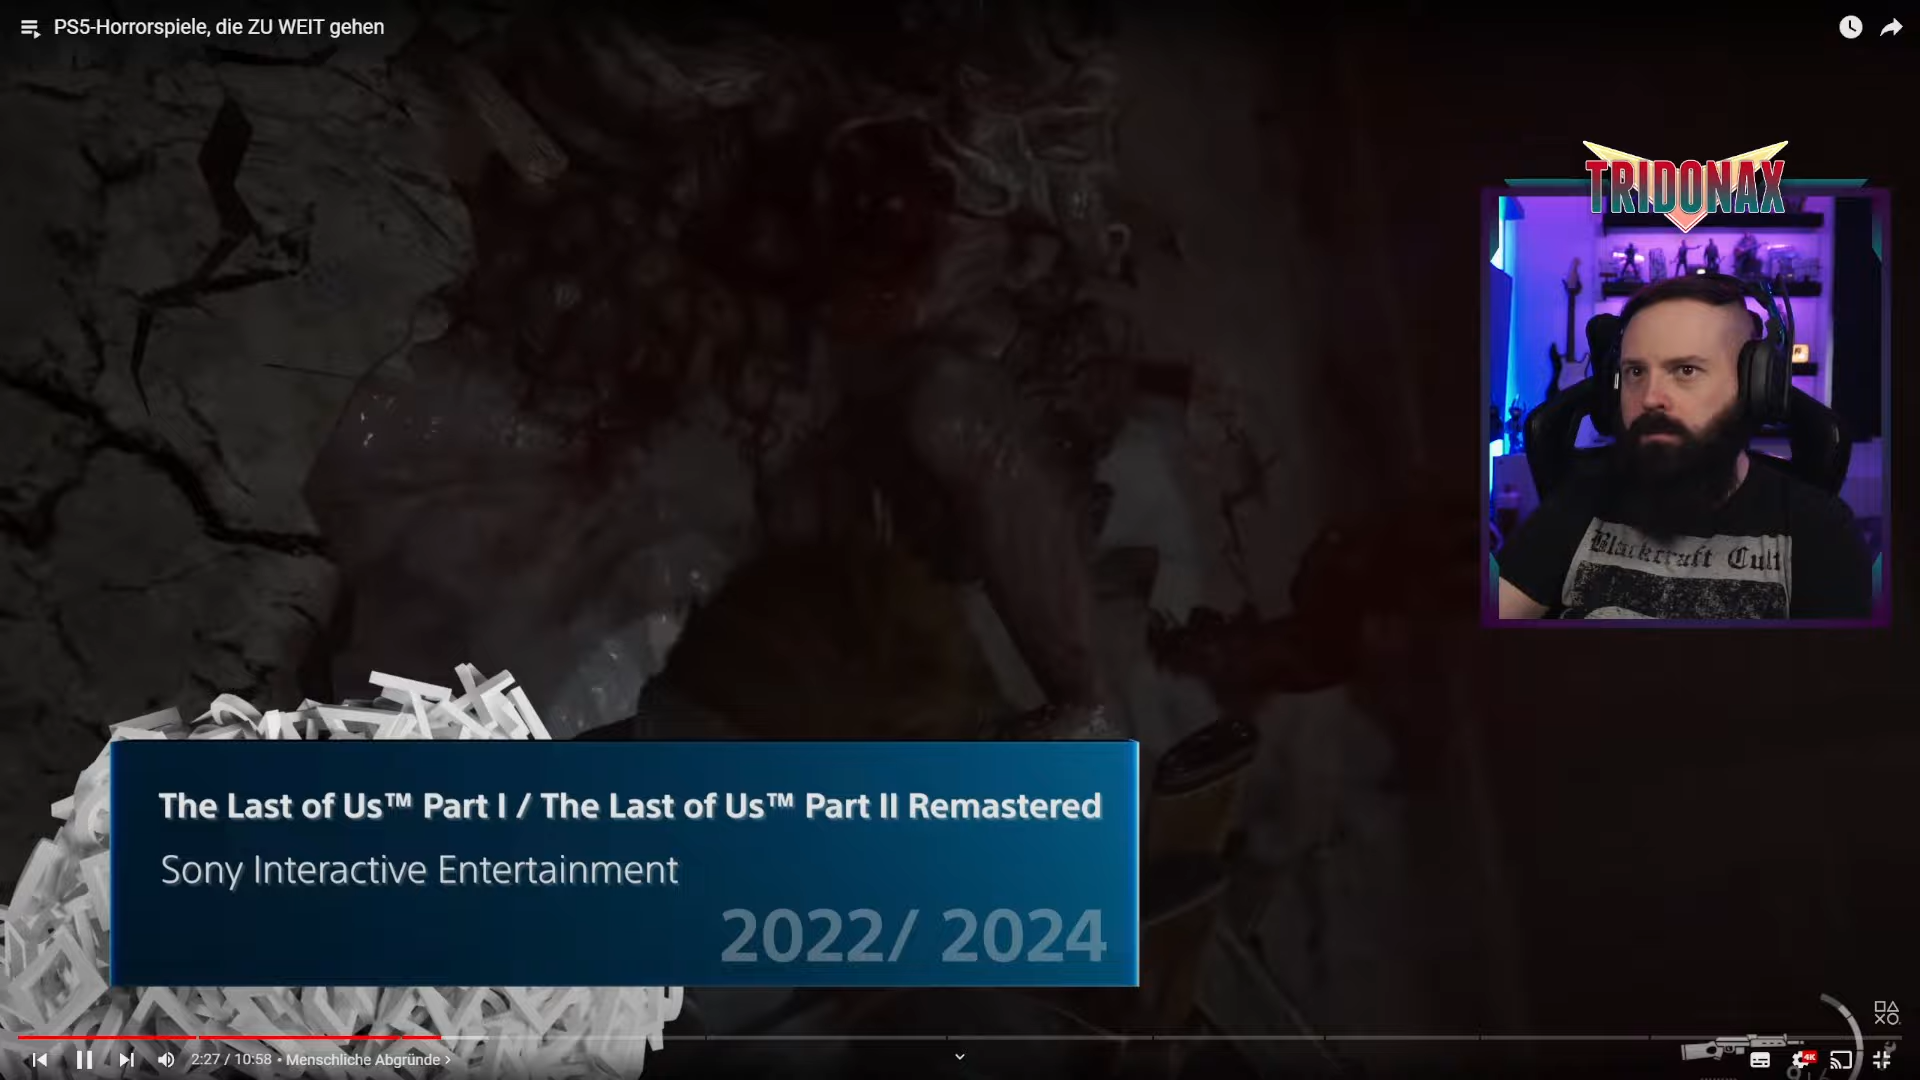 PS5-Horrorspiele, die ZU WEIT gehen
TRIDONAX
Blackcraft Cult
The Last of Us™ Part I / The Last of Us™ Part II Remastered
Sony Interactive Entertainment
2022/ 2024
2:27 / 10:58 • Menschliche Abgründe ›
4K